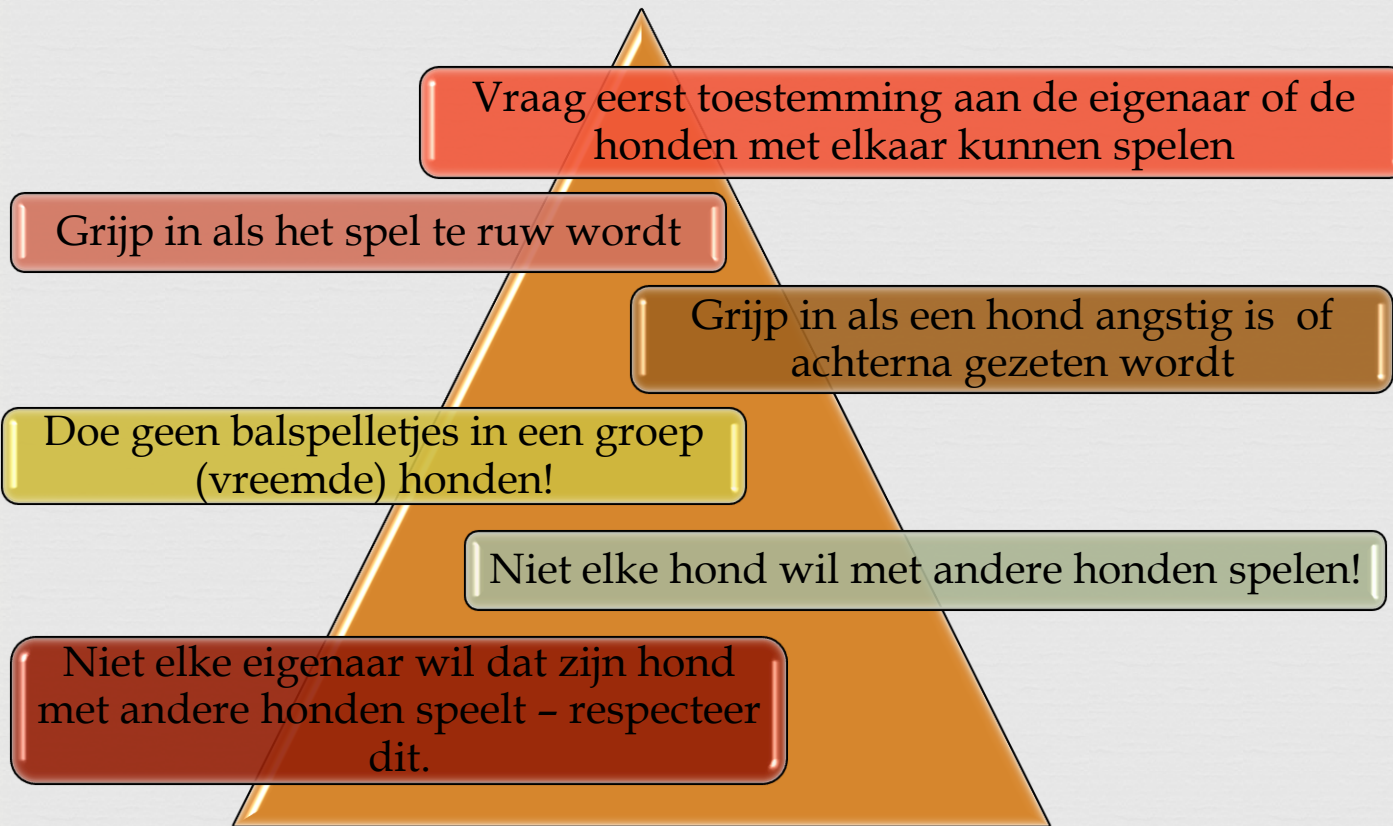 Vraag eerst toestemming aan de eigenaar of de
honden met elkaar kunnen spelen
Grijp in als het spel te ruw wordt
Grijp in als een hond angstig is  of
achterna gezeten wordt
Doe geen balspelletjes in een groep
(vreemde) honden!
Niet elke hond wil met andere honden spelen!
Niet elke eigenaar wil dat zijn hond
met andere honden speelt – respecteer
dit.